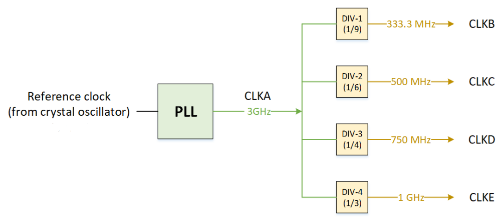 DIV-1
(1/9)
333.3 MHz
CLKB
DIV-2
(1/6)
500 MHz
CLKC
Reference clock
(from crystal oscillator)
PLL
CLKA
3GHz
DIV-3
(1/4)
750 MHz
CLKD
DIV-4
(1/3)
1 GHz
CLKE